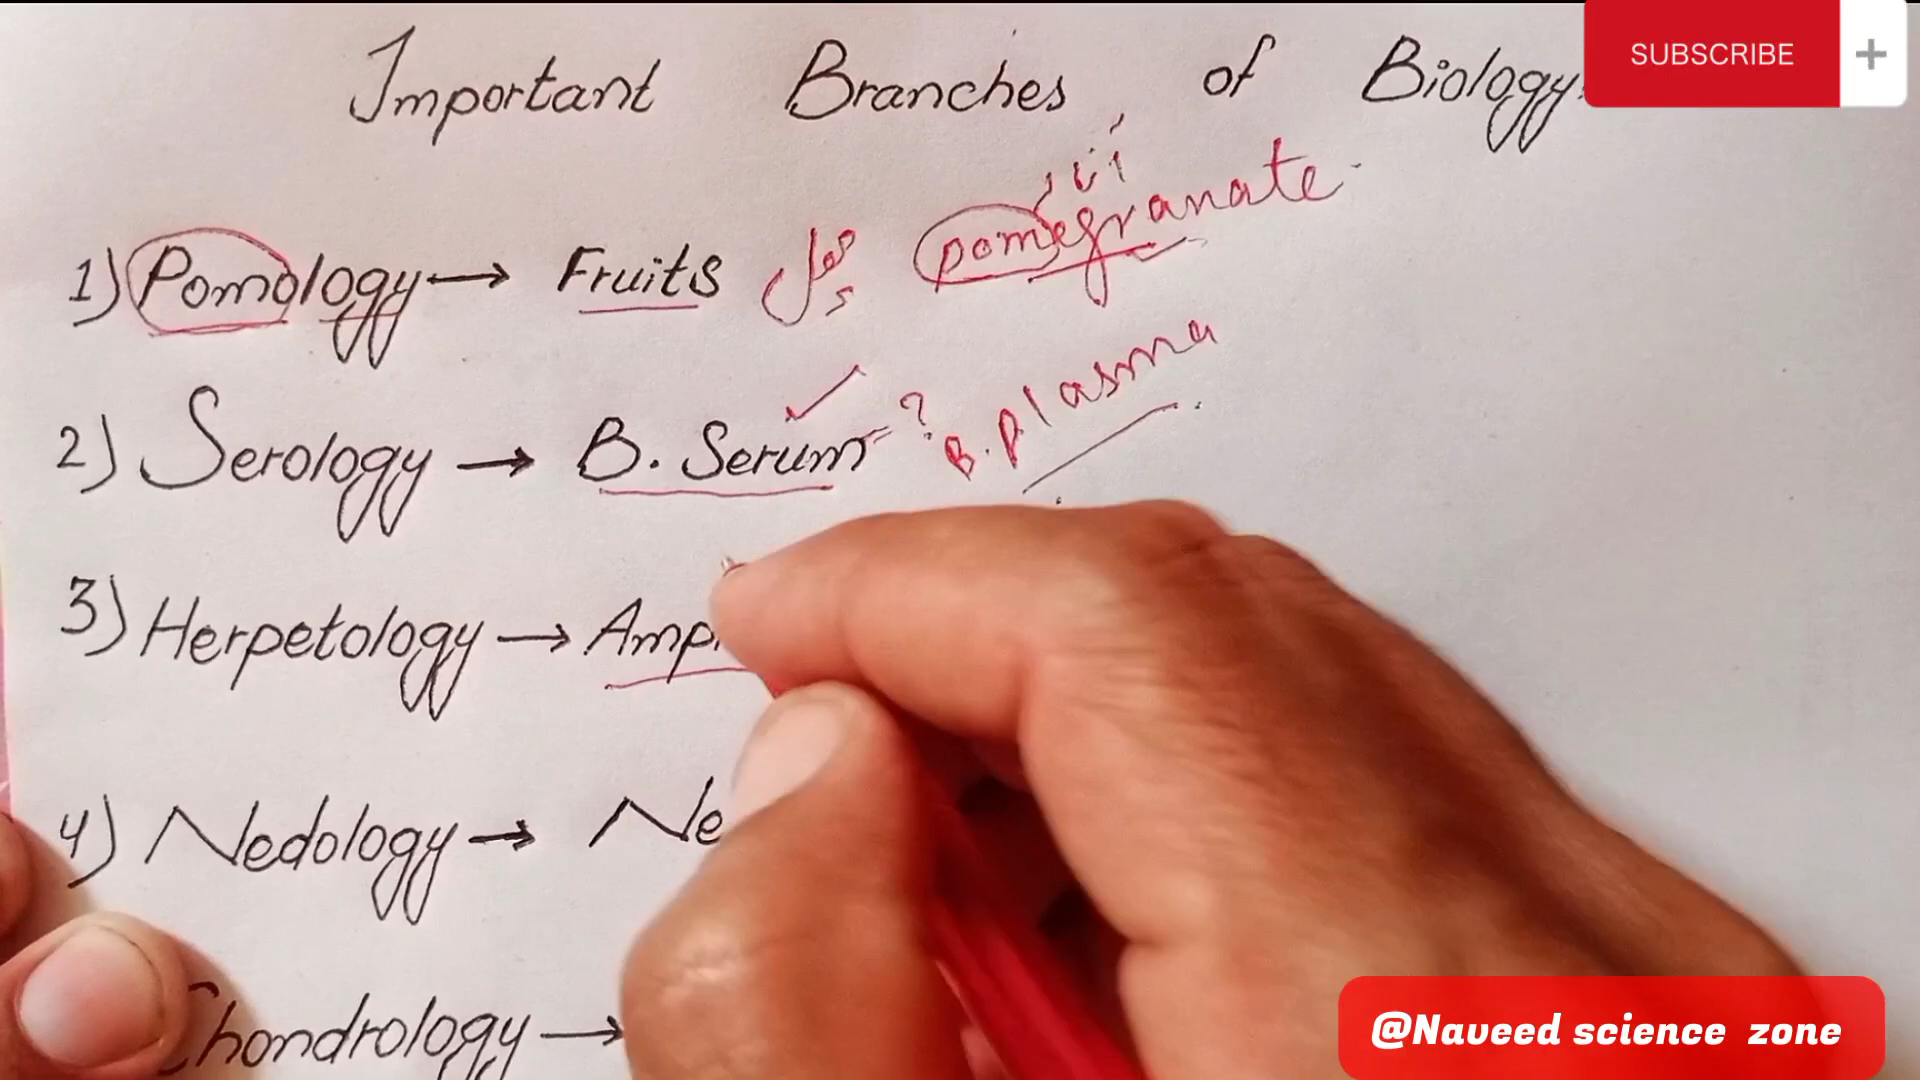 Important Branches of Biology
SUBSCRIBE +
1) Pomology → Fruits پھل pomegranate
2) Serology → B. Serum ? B. plasma
3) Herpetology → Amp
4) Nedology → Ne
Chondrology →
@Naveed science zone